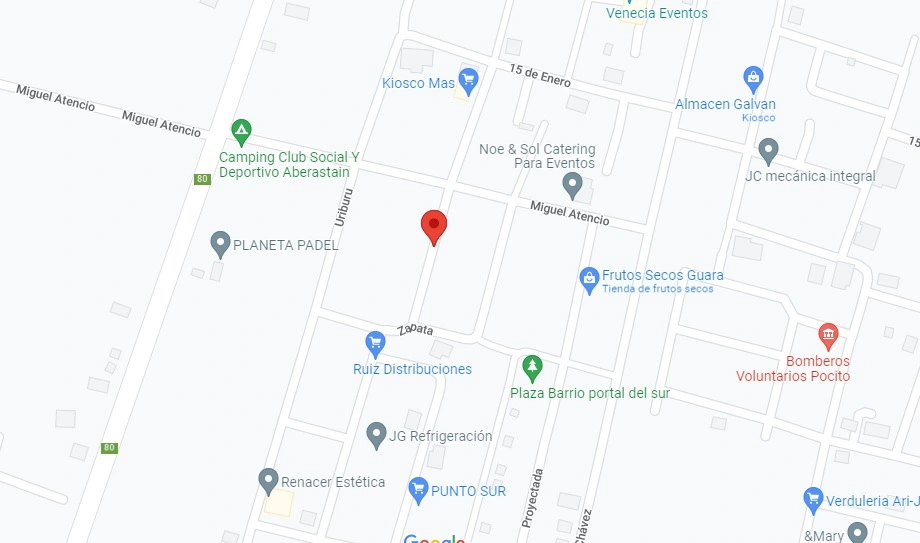 Venecia Eventos
15 de Enero
Kiosco Mas
Miguel Atencio
Miguel Atencio
Almacen Galvan
Kiosco
15
Noe & Sol Catering
Para Eventos
Camping Club Social Y
Deportivo Aberastain
JC mecánica integral
80
Uriburu
Miguel Atencio
PLANETA PADEL
Frutos Secos Guara
Tienda de frutos secos
Zapata
Ruiz Distribuciones
Bomberos
Voluntarios Pocito
Plaza Barrio portal del sur
JG Refrigeración
80
Renacer Estética
PUNTO SUR
Proyectada
Chávez
Verduleria Ari-J
&Mary
Google